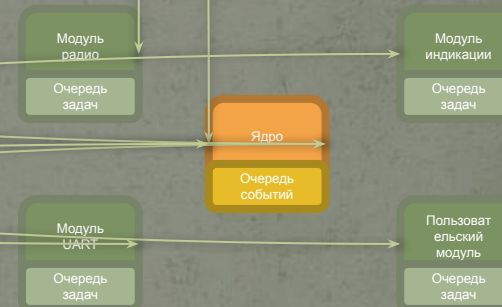 Модуль
радио
Очередь
задач
Модуль
индикации
Очередь
задач
Ядро
Очередь
событий
Модуль
UART
Очередь
задач
Пользоват
ельский
модуль
Очередь
задач